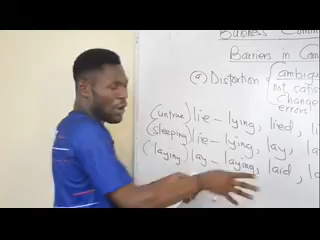 Business Comm
Barriers in Com
(a) Distortion ambigu
not satis
Change
errors
(untrue) lie – lying, lied, li
(sleeping) lie – lying, lay, la
(laying) lay – laying, laid, la